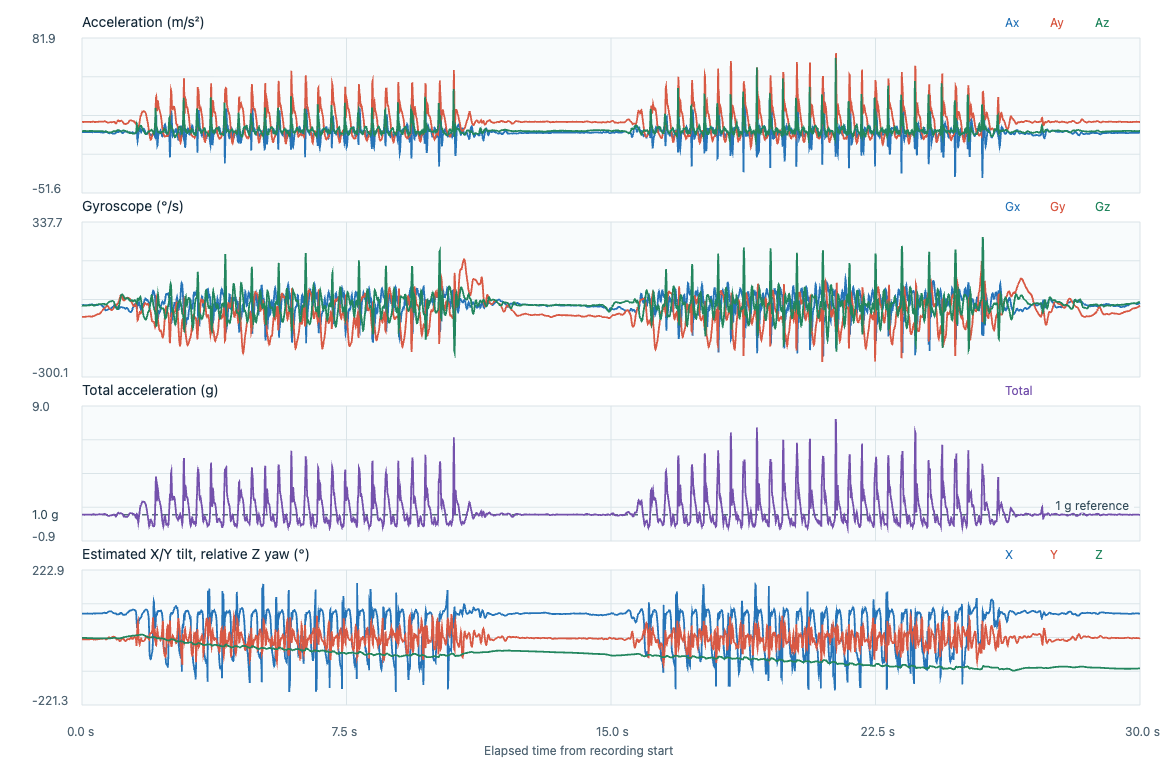 Acceleration (m/s²) Ax Ay Az
81.9
-51.6
Gyroscope (°/s) Gx Gy Gz
337.7
-300.1
Total acceleration (g) Total
9.0
1 g reference
1.0 g
-0.9
Estimated X/Y tilt, relative Z yaw (°) X Y Z
222.9
-221.3
0.0 s 7.5 s 15.0 s 22.5 s 30.0 s
Elapsed time from recording start